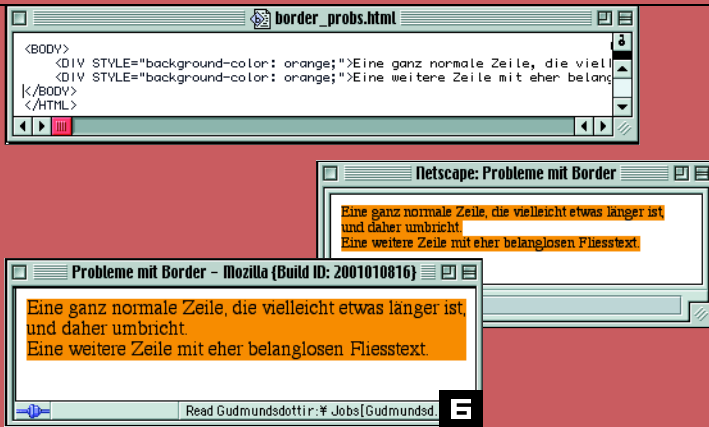 border_probs.html
<BODY>
<DIV STYLE="background-color: orange;">Eine ganz normale Zeile, die viell
<DIV STYLE="background-color: orange;">Eine weitere Zeile mit eher belang
</BODY>
</HTML>
Netscape: Probleme mit Border
Eine ganz normale Zeile, die vielleicht etwas länger ist,
und daher umbricht.
Eine weitere Zeile mit eher belanglosen Fliesstext.
Probleme mit Border – Mozilla {Build ID: 2001010816}
Eine ganz normale Zeile, die vielleicht etwas länger ist,
und daher umbricht.
Eine weitere Zeile mit eher belanglosen Fliesstext.
Read Gudmundsdottir:¥ Jobs[Gudmundsd.
6